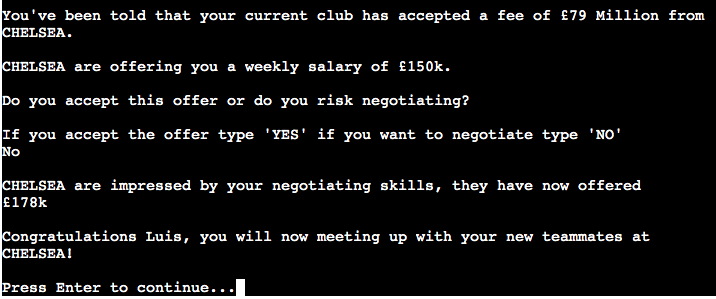 You've been told that your current club has accepted a fee of £79 Million from
CHELSEA.
CHELSEA are offering you a weekly salary of £150k.
Do you accept this offer or do you risk negotiating?
If you accept the offer type 'YES' if you want to negotiate type 'NO'
No
CHELSEA are impressed by your negotiating skills, they have now offered
£178k
Congratulations Luis, you will now meeting up with your new teammates at
CHELSEA!
Press Enter to continue...